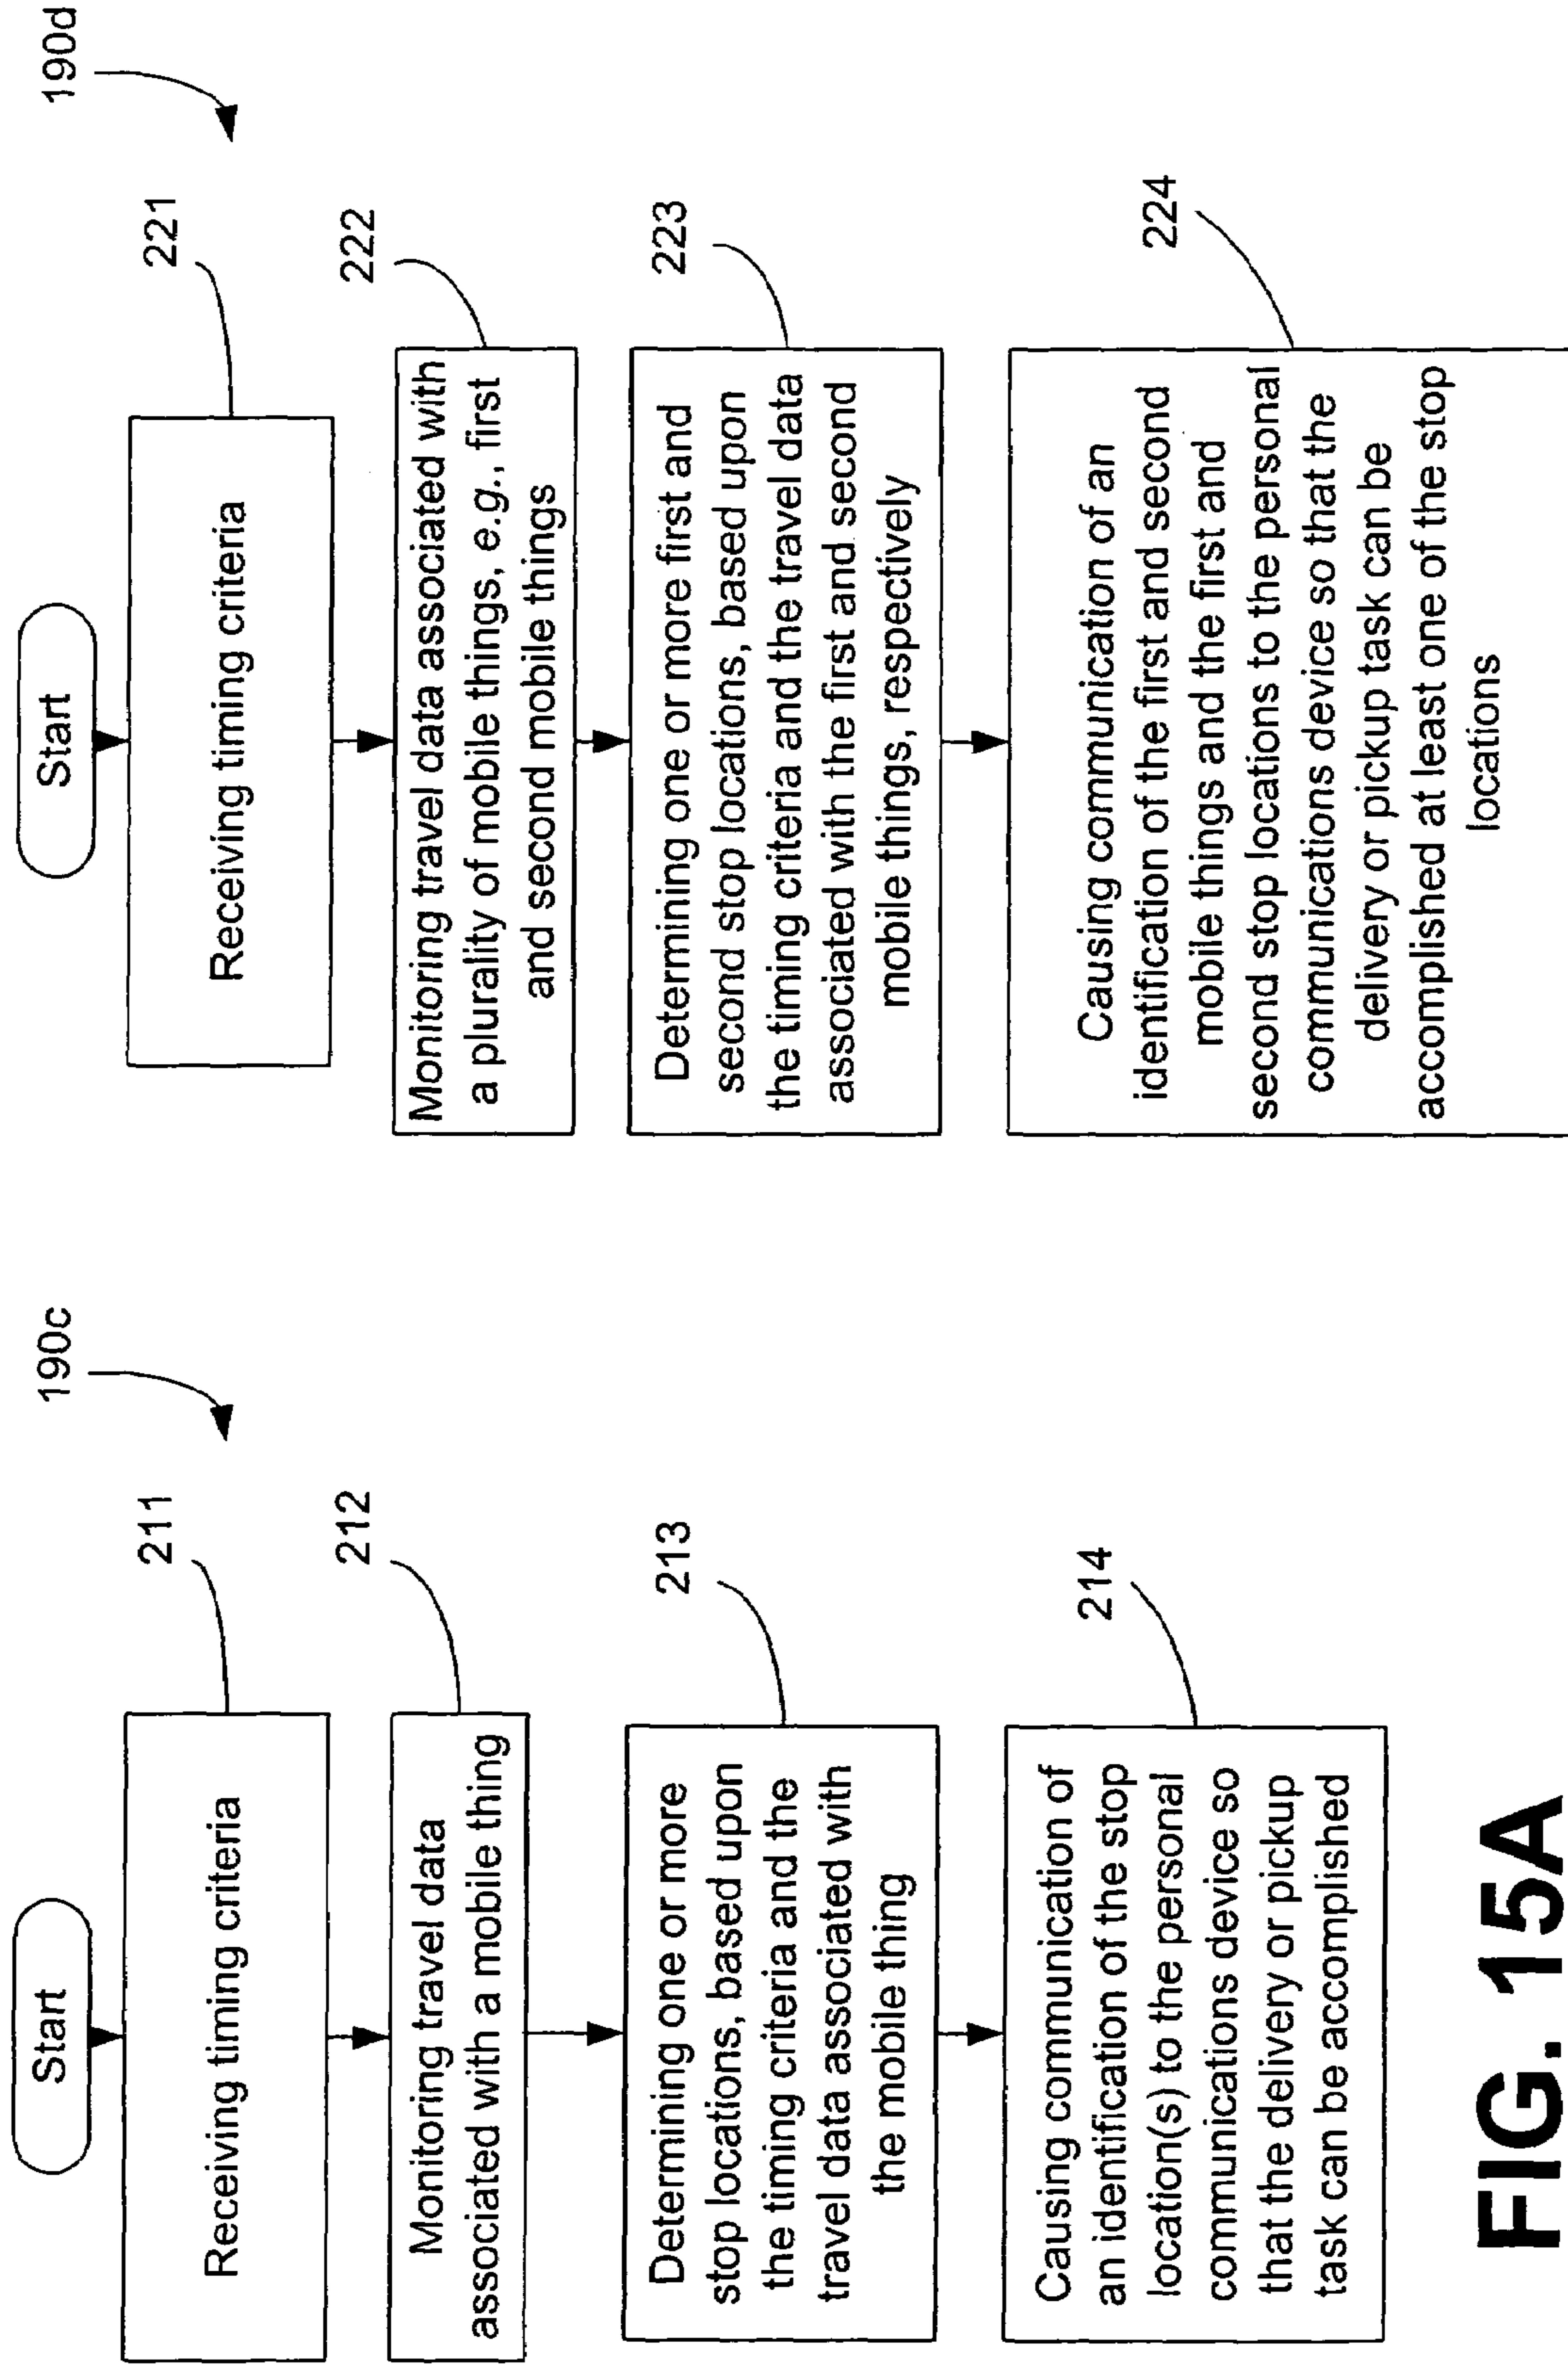 190c
Start
211
Receiving timing criteria
212
Monitoring travel data
associated with a mobile thing
213
Determining one or more
stop locations, based upon
the timing criteria and the
travel data associated with
the mobile thing
214
Causing communication of
an identification of the stop
location(s) to the personal
communications device so
that the delivery or pickup
task can be accomplished
FIG. 15A
190d
Start
221
Receiving timing criteria
222
Monitoring travel data associated with
a plurality of mobile things, e.g., first
and second mobile things
223
Determining one or more first and
second stop locations, based upon
the timing criteria and the travel data
associated with the first and second
mobile things, respectively
224
Causing communication of an
identification of the first and second
mobile things and the first and
second stop locations to the personal
communications device so that the
delivery or pickup task can be
accomplished at least one of the stop
locations